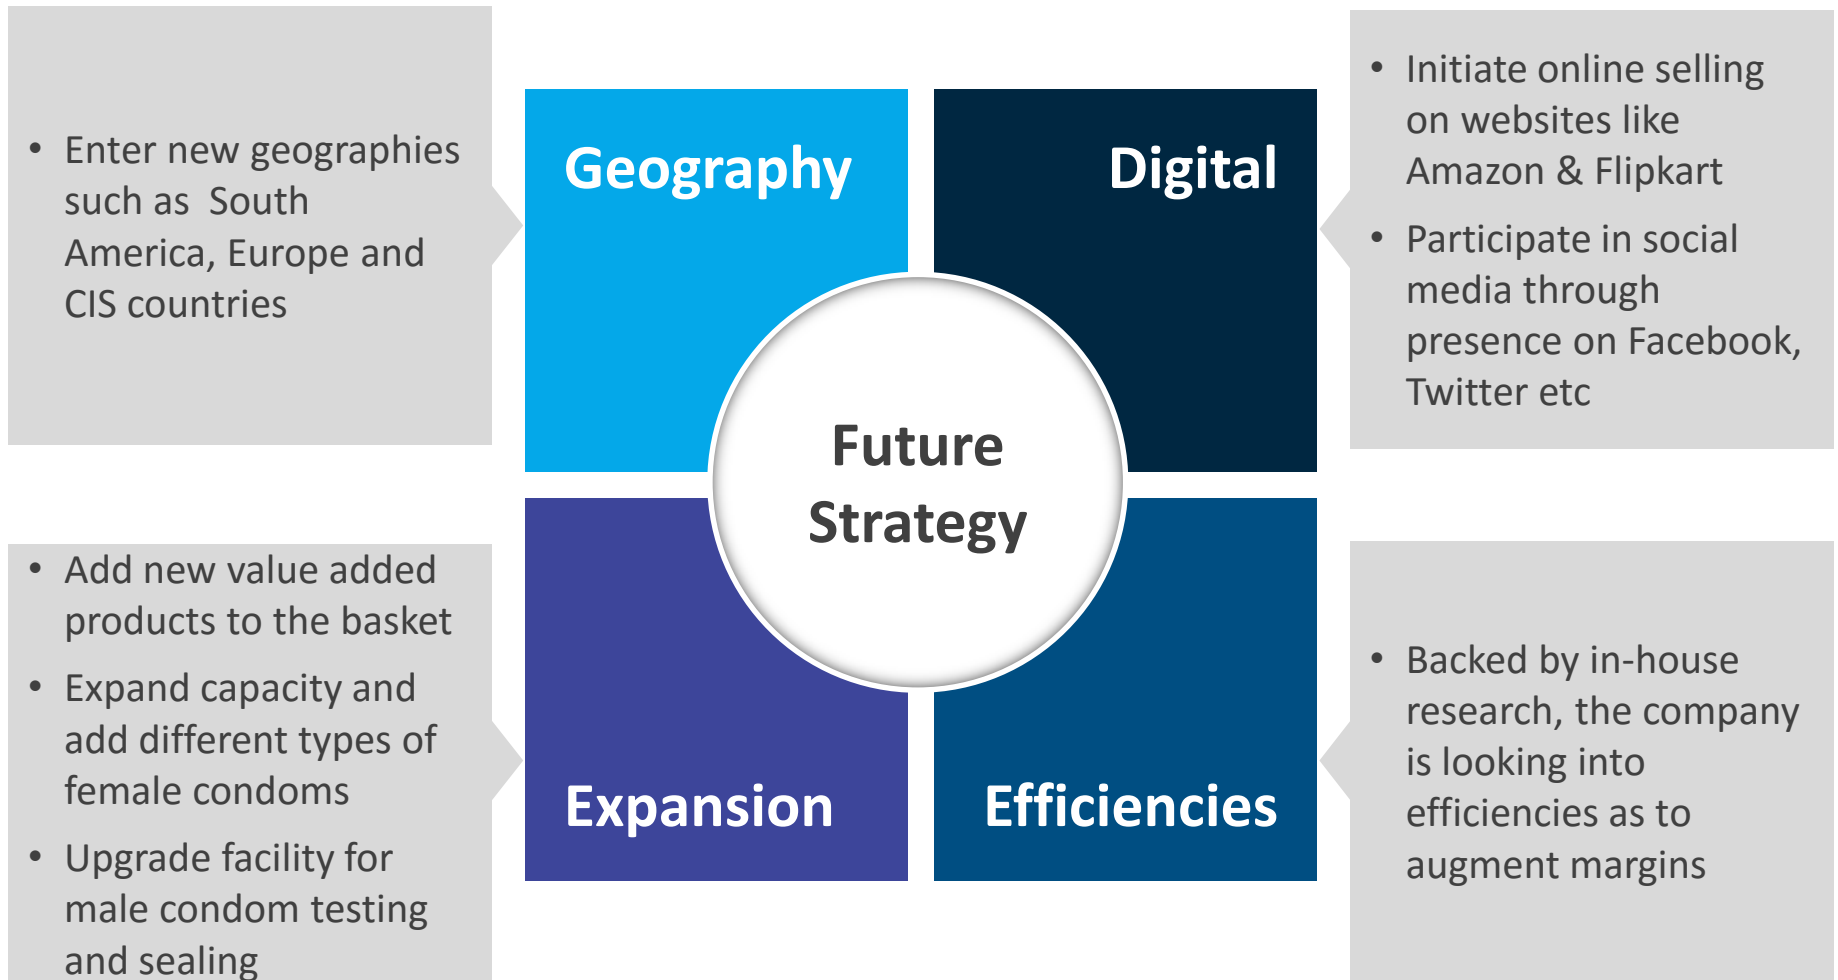 • Enter new geographies
such as  South
America, Europe and
CIS countries
Geography
Digital
• Initiate online selling
on websites like
Amazon & Flipkart
• Participate in social
media through
presence on Facebook,
Twitter etc
Future
Strategy
• Add new value added
products to the basket
• Expand capacity and
add different types of
female condoms
• Upgrade facility for
male condom testing
and sealing
Expansion
Efficiencies
• Backed by in-house
research, the company
is looking into
efficiencies as to
augment margins